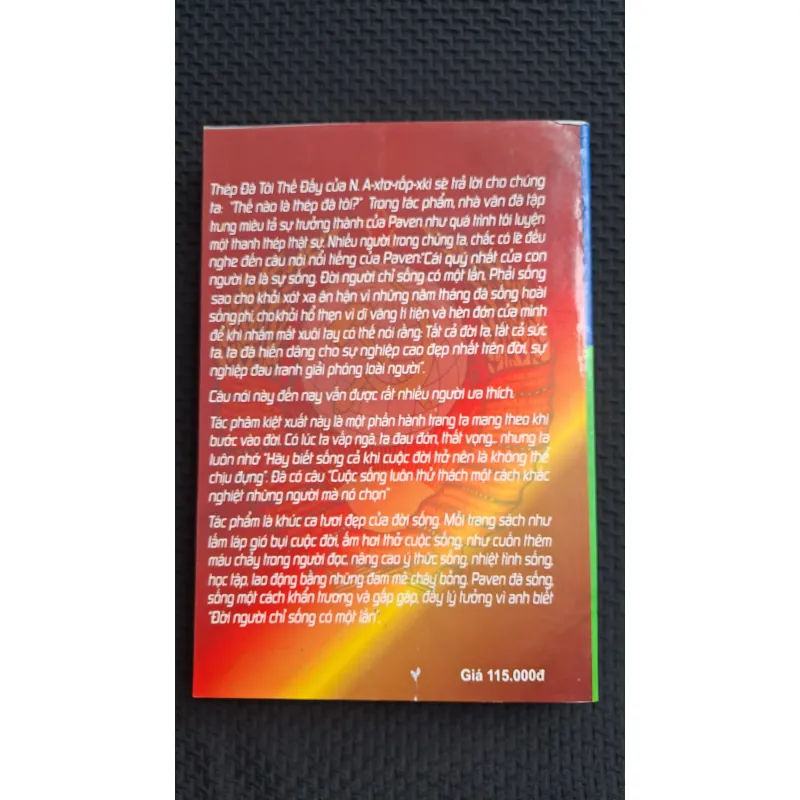 Thép Đã Tôi Thế Đấy của N. A-xtơ-rốp-xki sẽ trả lời cho chúng
ta: "Thế nào là thép đã tôi?" Trong tác phẩm, nhà văn đã tập
trung miêu tả sự trưởng thành của Paven như quá trình tôi luyện
một thanh thép thật sự. Nhiều người trong chúng ta, chắc có lẽ đều
nghe đến câu nói nổi tiếng của Paven:"Cái quý nhất của con
người ta là sự sống. Đời người chỉ sống có một lần. Phải sống
sao cho khỏi xót xa ân hận vì những năm tháng đã sống hoài
sống phí, cho khỏi hổ thẹn vì dĩ vãng ti tiện và hèn đớn của mình
để khi nhắm mắt xuôi tay có thể nói rằng: Tất cả đời ta, tất cả sức
ta, ta đã hiến dâng cho sự nghiệp cao đẹp nhất trên đời, sự
nghiệp đấu tranh giải phóng loài người".
Câu nói này đến nay vẫn được rất nhiều người ưa thích.
Tác phẩm kiệt xuất này là một phần hành trang ta mang theo khi
bước vào đời. Có lúc ta vấp ngã, ta đau đớn, thất vọng... nhưng ta
luôn nhớ "Hãy biết sống cả khi cuộc đời trở nên là không thể
chịu đựng". Đã có câu "Cuộc sống luôn thử thách một cách khắc
nghiệt những người mà nó chọn"
Tác phẩm là khúc ca tươi đẹp của đời sống. Mỗi trang sách như
lấm láp gió bụi cuộc đời, ấm hơi thở cuộc sống, như cuồn thêm
máu chảy trong người đọc, nâng cao ý thức sống, nhiệt tình sống,
học tập, lao động bằng những đam mê cháy bỏng. Paven đã sống,
sống một cách khẩn trương và gấp gáp, đầy lý tưởng vì anh biết
"Đời người chỉ sống có một lần".
Giá 115.000đ